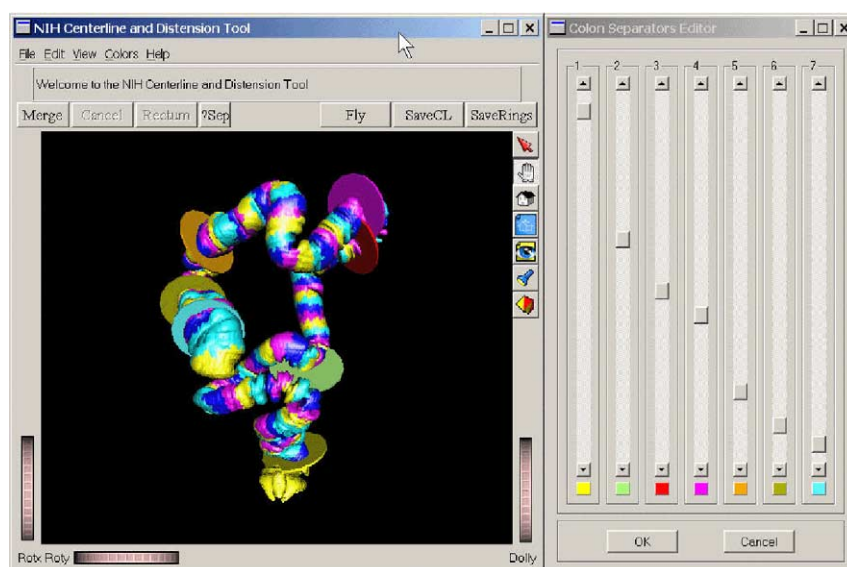 NIH Centerline and Distension Tool
File Edit View Colors Help
Welcome to the NIH Centerline and Distension Tool
Merge Cancel Rectum ?Sep Fly SaveCL SaveRings
Rotx Roty Dolly
Colon Separators Editor
1 2 3 4 5 6 7
OK Cancel